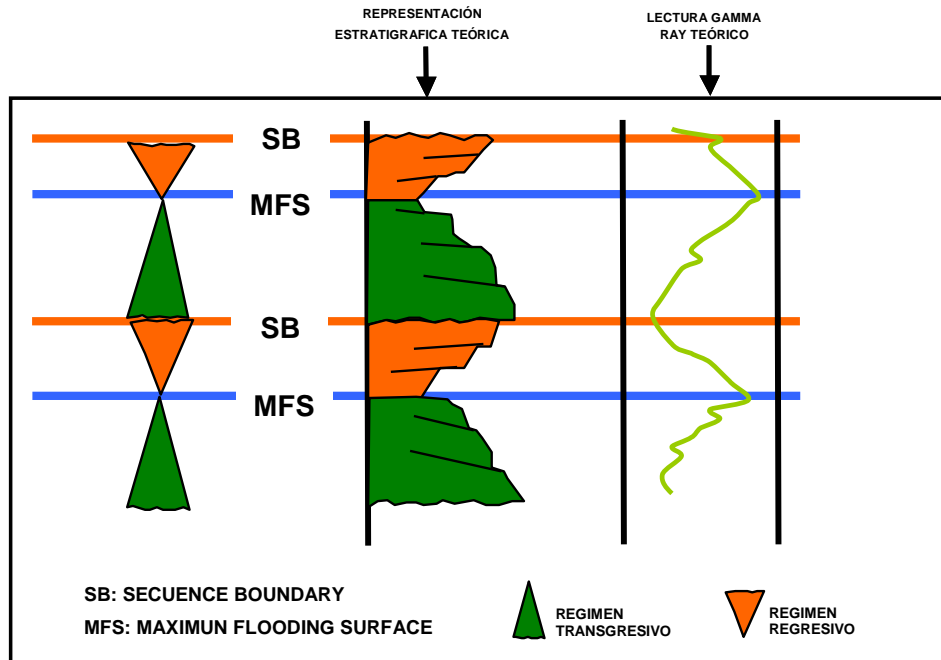 REPRESENTACIÓN
ESTRATIGRAFICA TEÓRICA
LECTURA GAMMA
RAY TEÓRICO
SB
MFS
SB
MFS
SB: SECUENCE BOUNDARY
MFS: MAXIMUN FLOODING SURFACE
REGIMEN
TRANSGRESIVO
REGIMEN
REGRESIVO